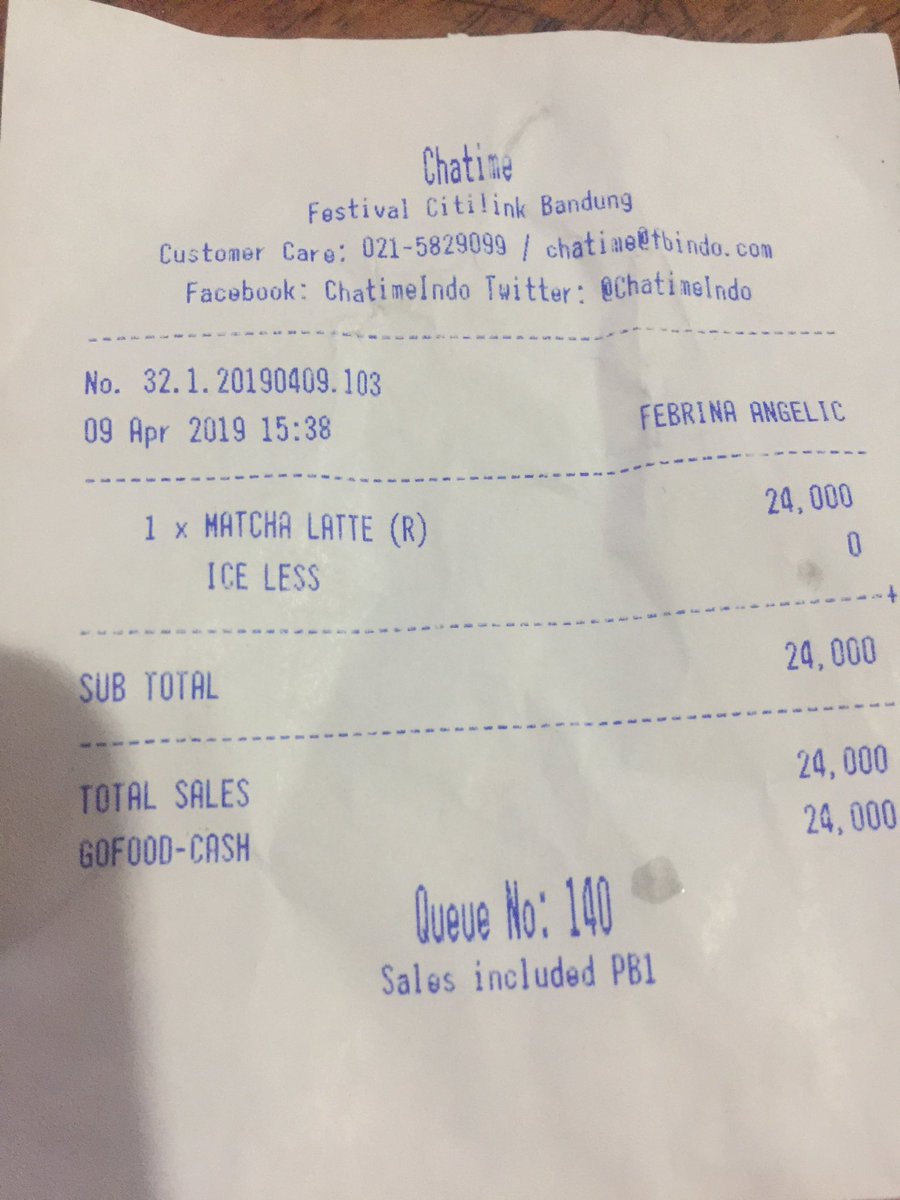 Chatime
Festival Citilink Bandung
Customer Care: 021-5829099 / chatime@fbindo.com
Facebook: ChatimeIndo Twitter: @ChatimeIndo
No. 32.1.20190409.103
09 Apr 2019 15:38 FEBRINA ANGELIC
1 x MATCHA LATTE (R) 24,000
ICE LESS 0
+
SUB TOTAL 24,000
TOTAL SALES 24,000
GOFOOD-CASH 24,000
Queue No: 140
Sales included PB1